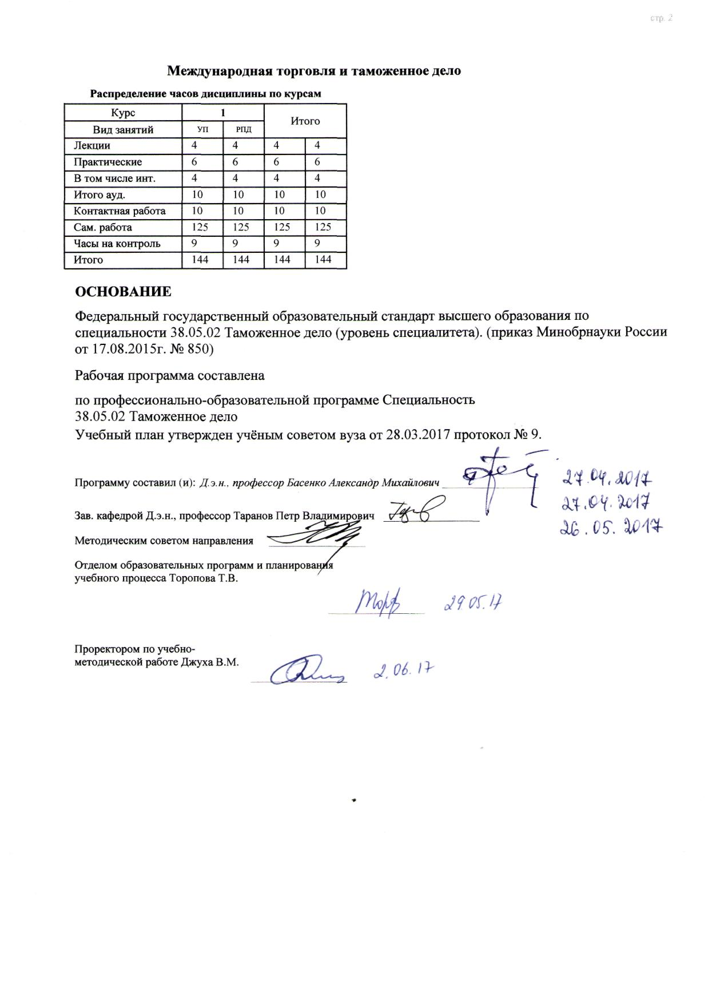 стр. 2
Международная торговля и таможенное дело
Распределение часов дисциплины по курсам
Курс 1 Итого
Вид занятий УП РПД
Лекции 4 4 4 4
Практические 6 6 6 6
В том числе инт. 4 4 4 4
Итого ауд. 10 10 10 10
Контактная работа 10 10 10 10
Сам. работа 125 125 125 125
Часы на контроль 9 9 9 9
Итого 144 144 144 144
ОСНОВАНИЕ
Федеральный государственный образовательный стандарт высшего образования по
специальности 38.05.02 Таможенное дело (уровень специалитета). (приказ Минобрнауки России
от 17.08.2015г. № 850)
Рабочая программа составлена
по профессионально-образовательной программе Специальность
38.05.02 Таможенное дело
Учебный план утвержден учёным советом вуза от 28.03.2017 протокол № 9.
Программу составил (и): Д.э.н., профессор Басенко Александр Михайлович 27.04.2017
27.04.2017
Зав. кафедрой Д.э.н., профессор Таранов Петр Владимирович
26.05.2017
Методическим советом направления
Отделом образовательных программ и планирования
учебного процесса Торопова Т.В.
29.05.17
Проректором по учебно-
методической работе Джуха В.М.
2.06.17